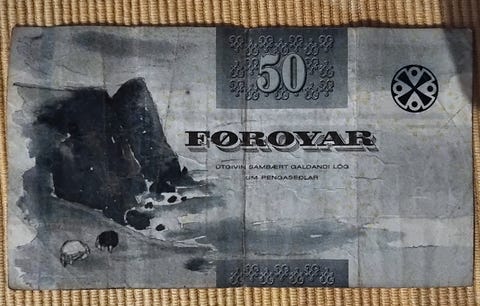 50
FØROYAR
ÚTGIVIN SAMBÆRT GALDANDI LÓG
UM PENGASEÐLAR